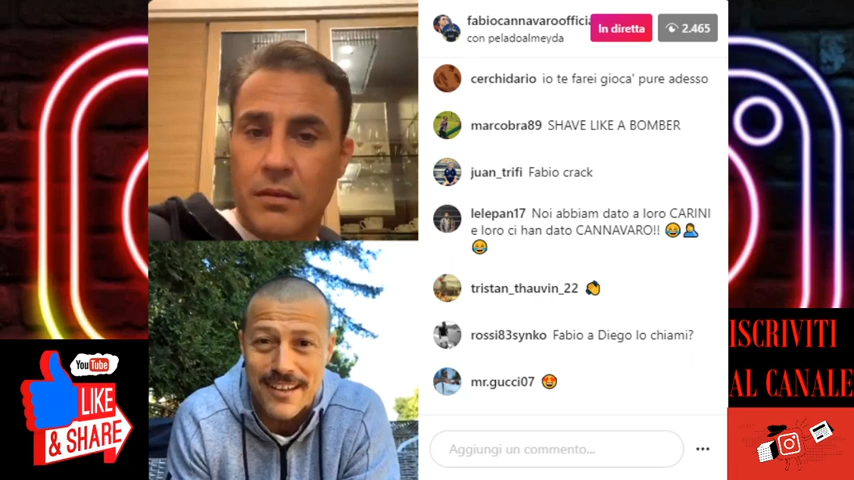 fabiocannavaroofficia
In diretta
2.465
con peladoalmeyda
cerchidario io te farei gioca' pure adesso
marcobra89 SHAVE LIKE A BOMBER
juan_trifi Fabio crack
lelepan17 Noi abbiam dato a loro CARINI
e loro ci han dato CANNAVARO!! 😂🤦‍♂️
😂
tristan_thauvin_22 👏
rossi83synko Fabio a Diego lo chiami?
mr.gucci07 😍
Aggiungi un commento...
You Tube
LIKE
& SHARE
ISCRIVITI
AL CANALE